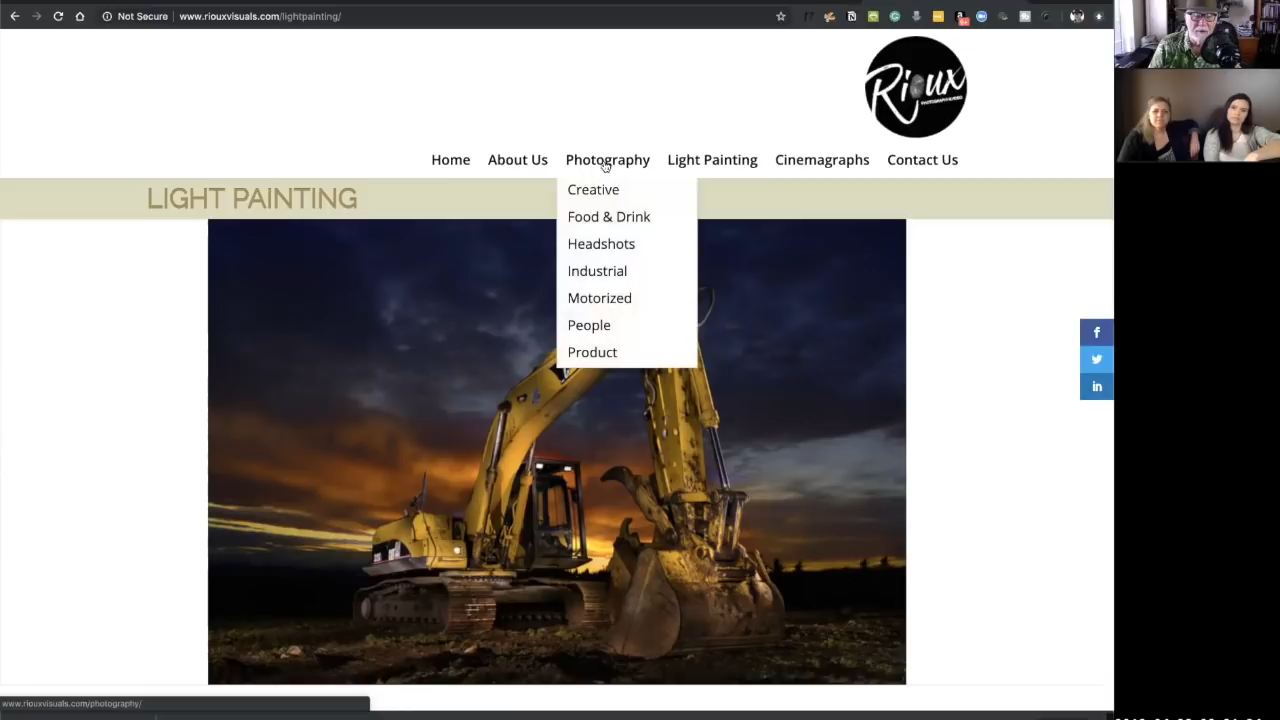 Not Secure | www.riouxvisuals.com/lightpainting/
Rioux
Home About Us Photography Light Painting Cinemagraphs Contact Us
LIGHT PAINTING
Creative
Food & Drink
Headshots
Industrial
Motorized
People
Product
f
in
www.riouxvisuals.com/photography/